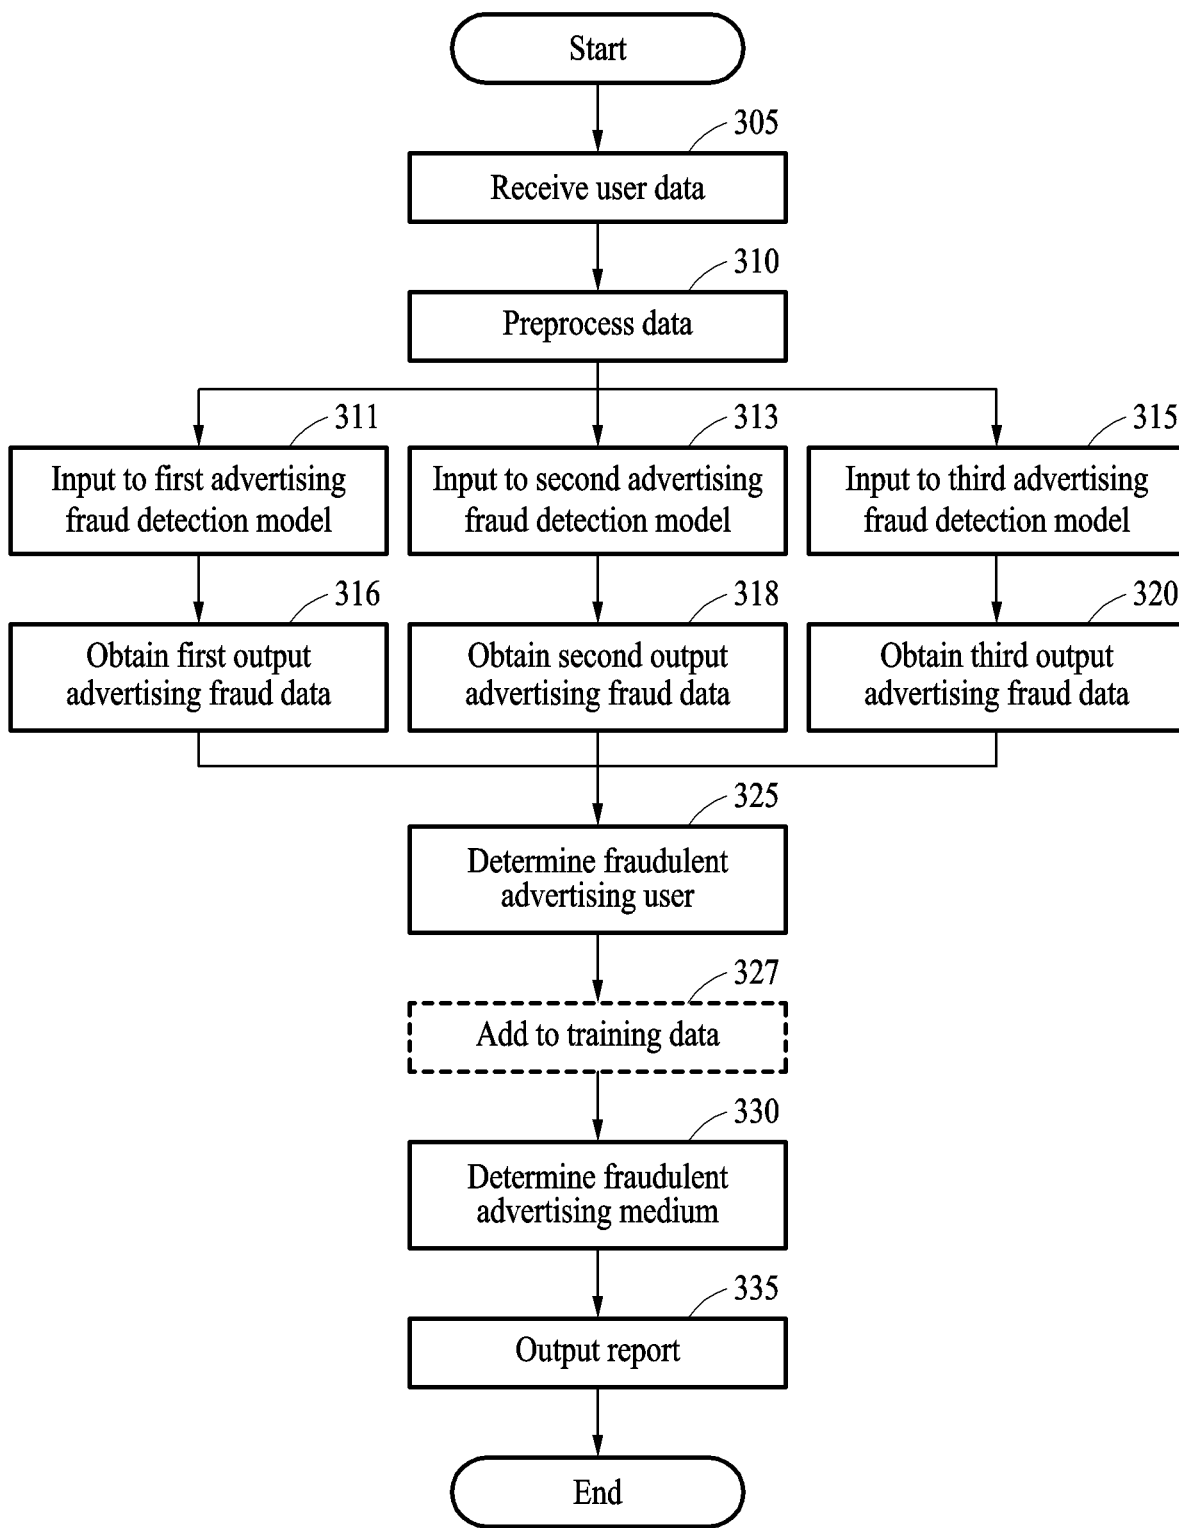 Start
305
Receive user data
310
Preprocess data
311
Input to first advertising
fraud detection model
313
Input to second advertising
fraud detection model
315
Input to third advertising
fraud detection model
316
Obtain first output
advertising fraud data
318
Obtain second output
advertising fraud data
320
Obtain third output
advertising fraud data
325
Determine fraudulent
advertising user
327
Add to training data
330
Determine fraudulent
advertising medium
335
Output report
End